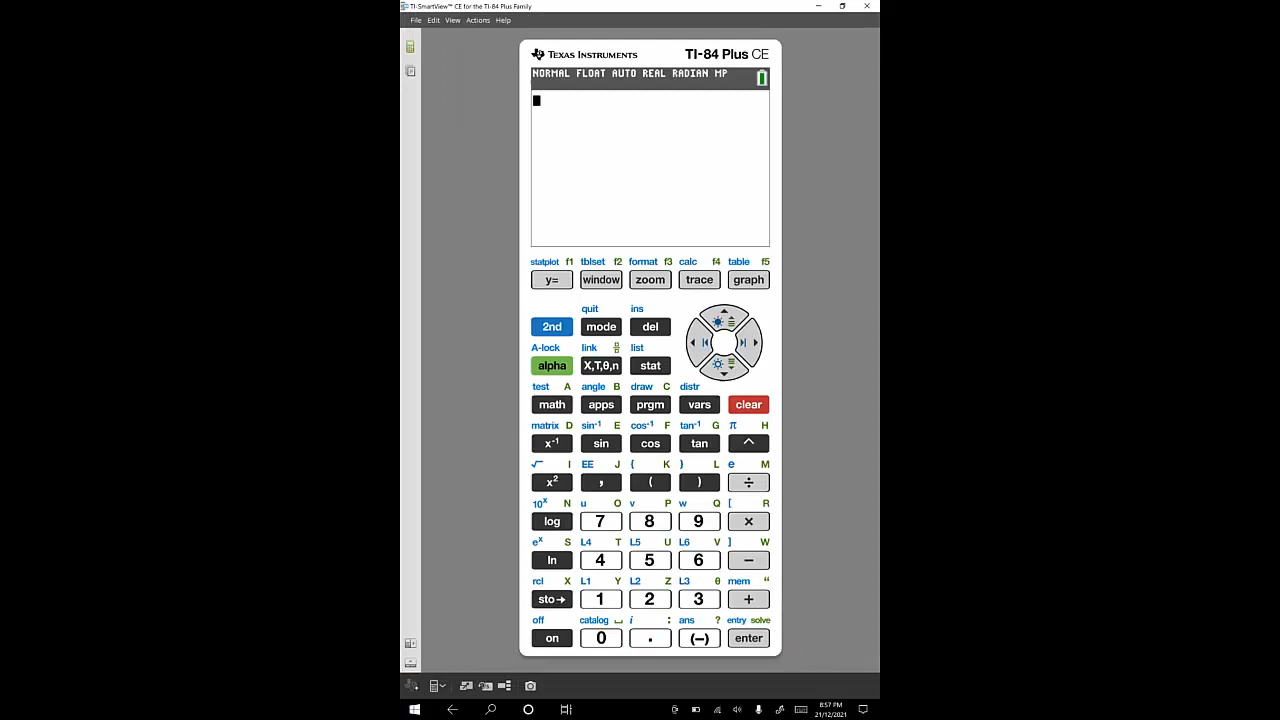 TI-SmartView™ CE for the TI-84 Plus Family
File Edit View Actions Help
TEXAS INSTRUMENTS TI-84 Plus CE
NORMAL FLOAT AUTO REAL RADIAN MP
statplot f1 tblset f2 format f3 calc f4 table f5
y= window zoom trace graph
quit ins
2nd mode del
A-lock link list
alpha X,T,θ,n stat
test A angle B draw C distr
math apps prgm vars clear
matrix D sin⁻¹ E cos⁻¹ F tan⁻¹ G π H
x⁻¹ sin cos tan ^
√ I EE J { K } L e M
x² , ( ) ÷
10ˣ N u O v P w Q [ R
log 7 8 9 ×
eˣ S L4 T L5 U L6 V ] W
ln 4 5 6 −
rcl X L1 Y L2 Z L3 θ mem “
sto→ 1 2 3 +
off catalog ⎵ i : ans ? entry solve
on 0 . (−) enter
8:57 PM
21/12/2021